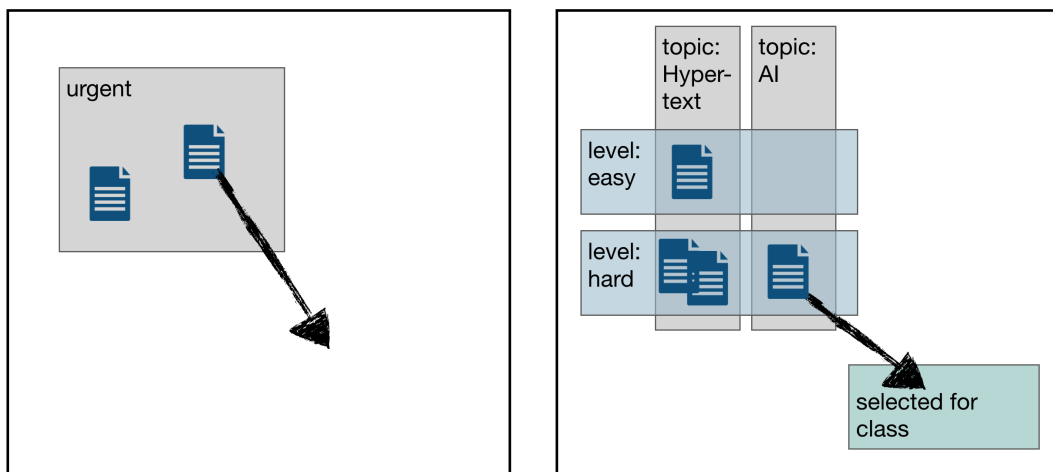 urgent
topic:
Hyper-
text
topic:
AI
level:
easy
level:
hard
selected for
class